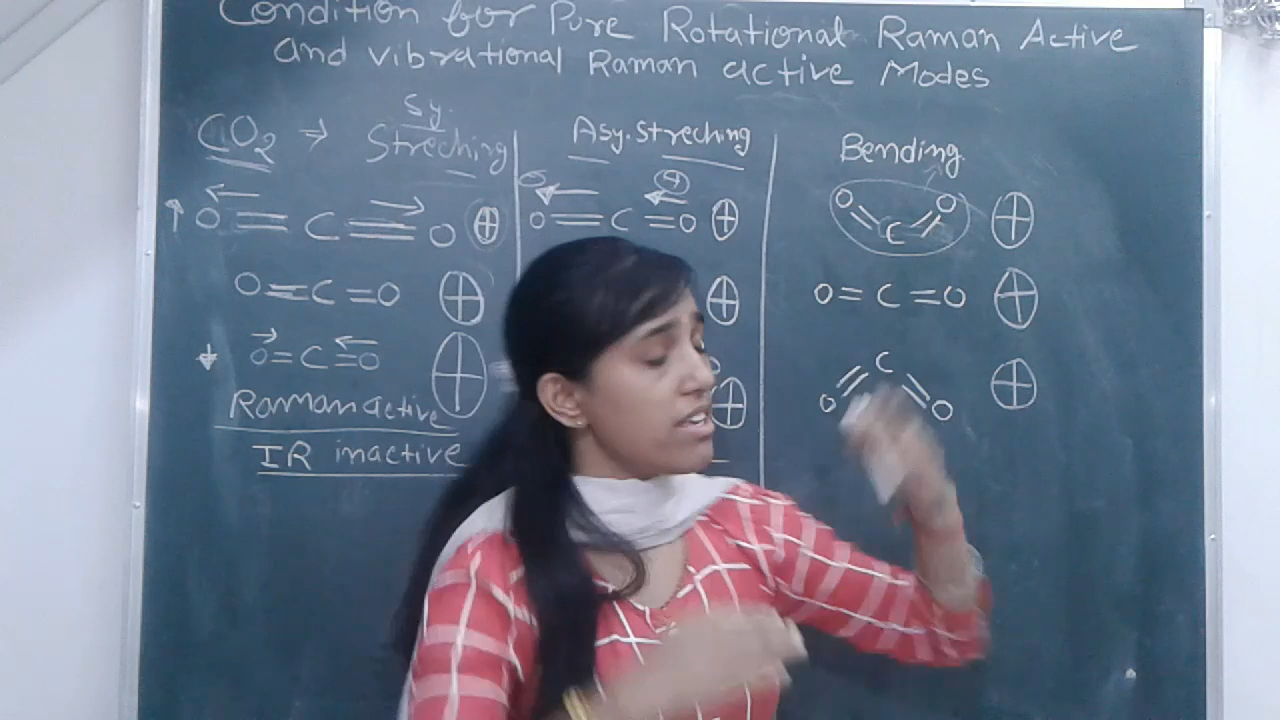 Condition for Pure Rotational Raman Active
and vibrational Raman active Modes
CO2 ⇒ Sy. Streching
O = C = O
O = C = O
O = C = O
Raman active
IR inactive
Asy. Streching
⊖ ⊕
O = C = O
Bending
O = C = O
O = C = O
O = C = O